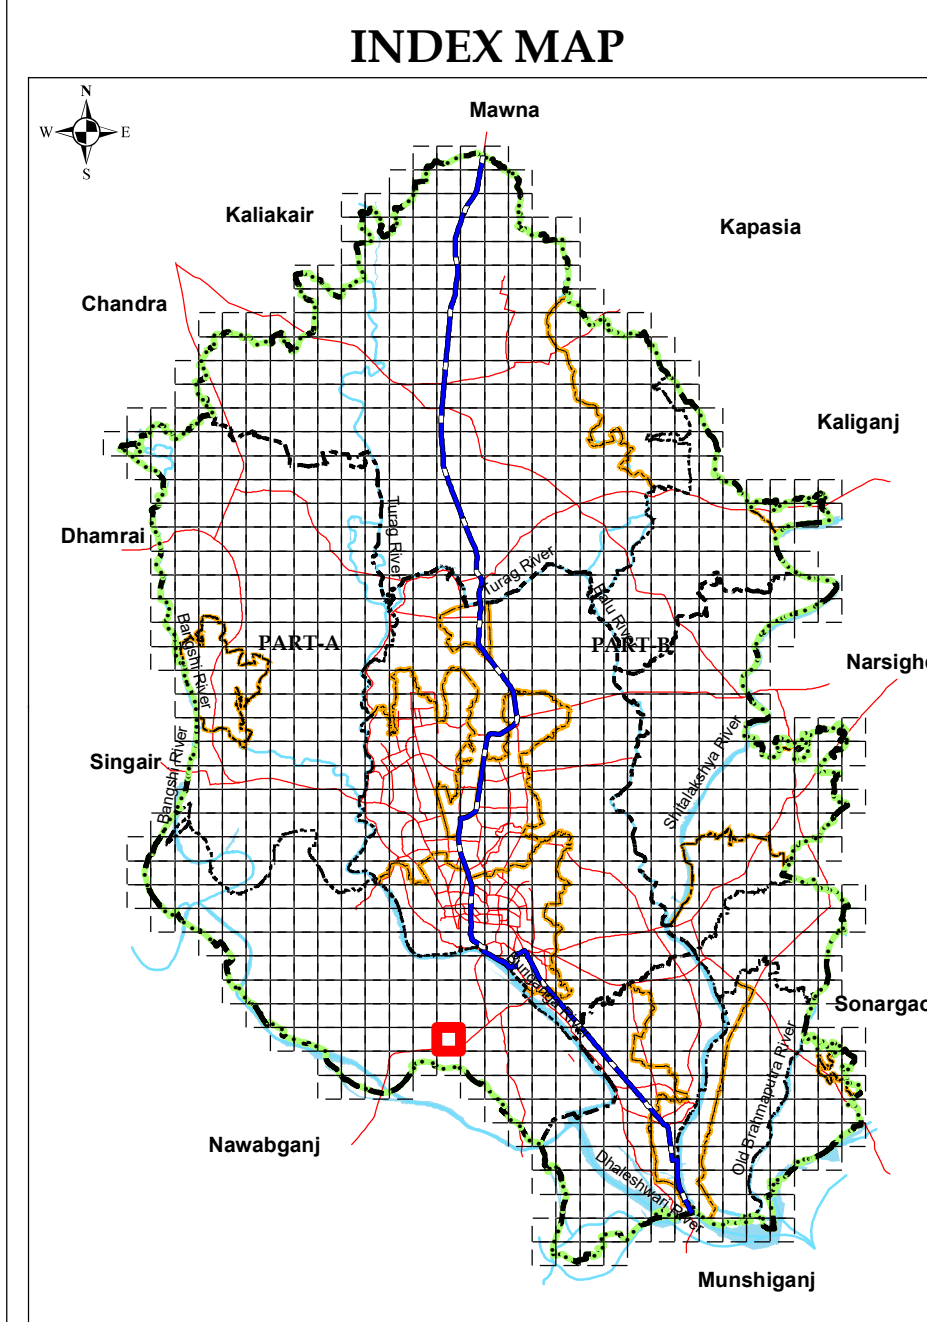 INDEX MAP
N
W E
S
Mawna
Kaliakair
Kapasia
Chandra
Kaliganj
Dhamrai
Turag River
Turag River
Balu River
Bangshi River
PART-A
PART-B
Narsigh
Singair
Bangshi River
Shitalakshya River
Buriganga River
Sonargao
Old Brahmaputra River
Nawabganj
Dhaleshwari River
Munshiganj